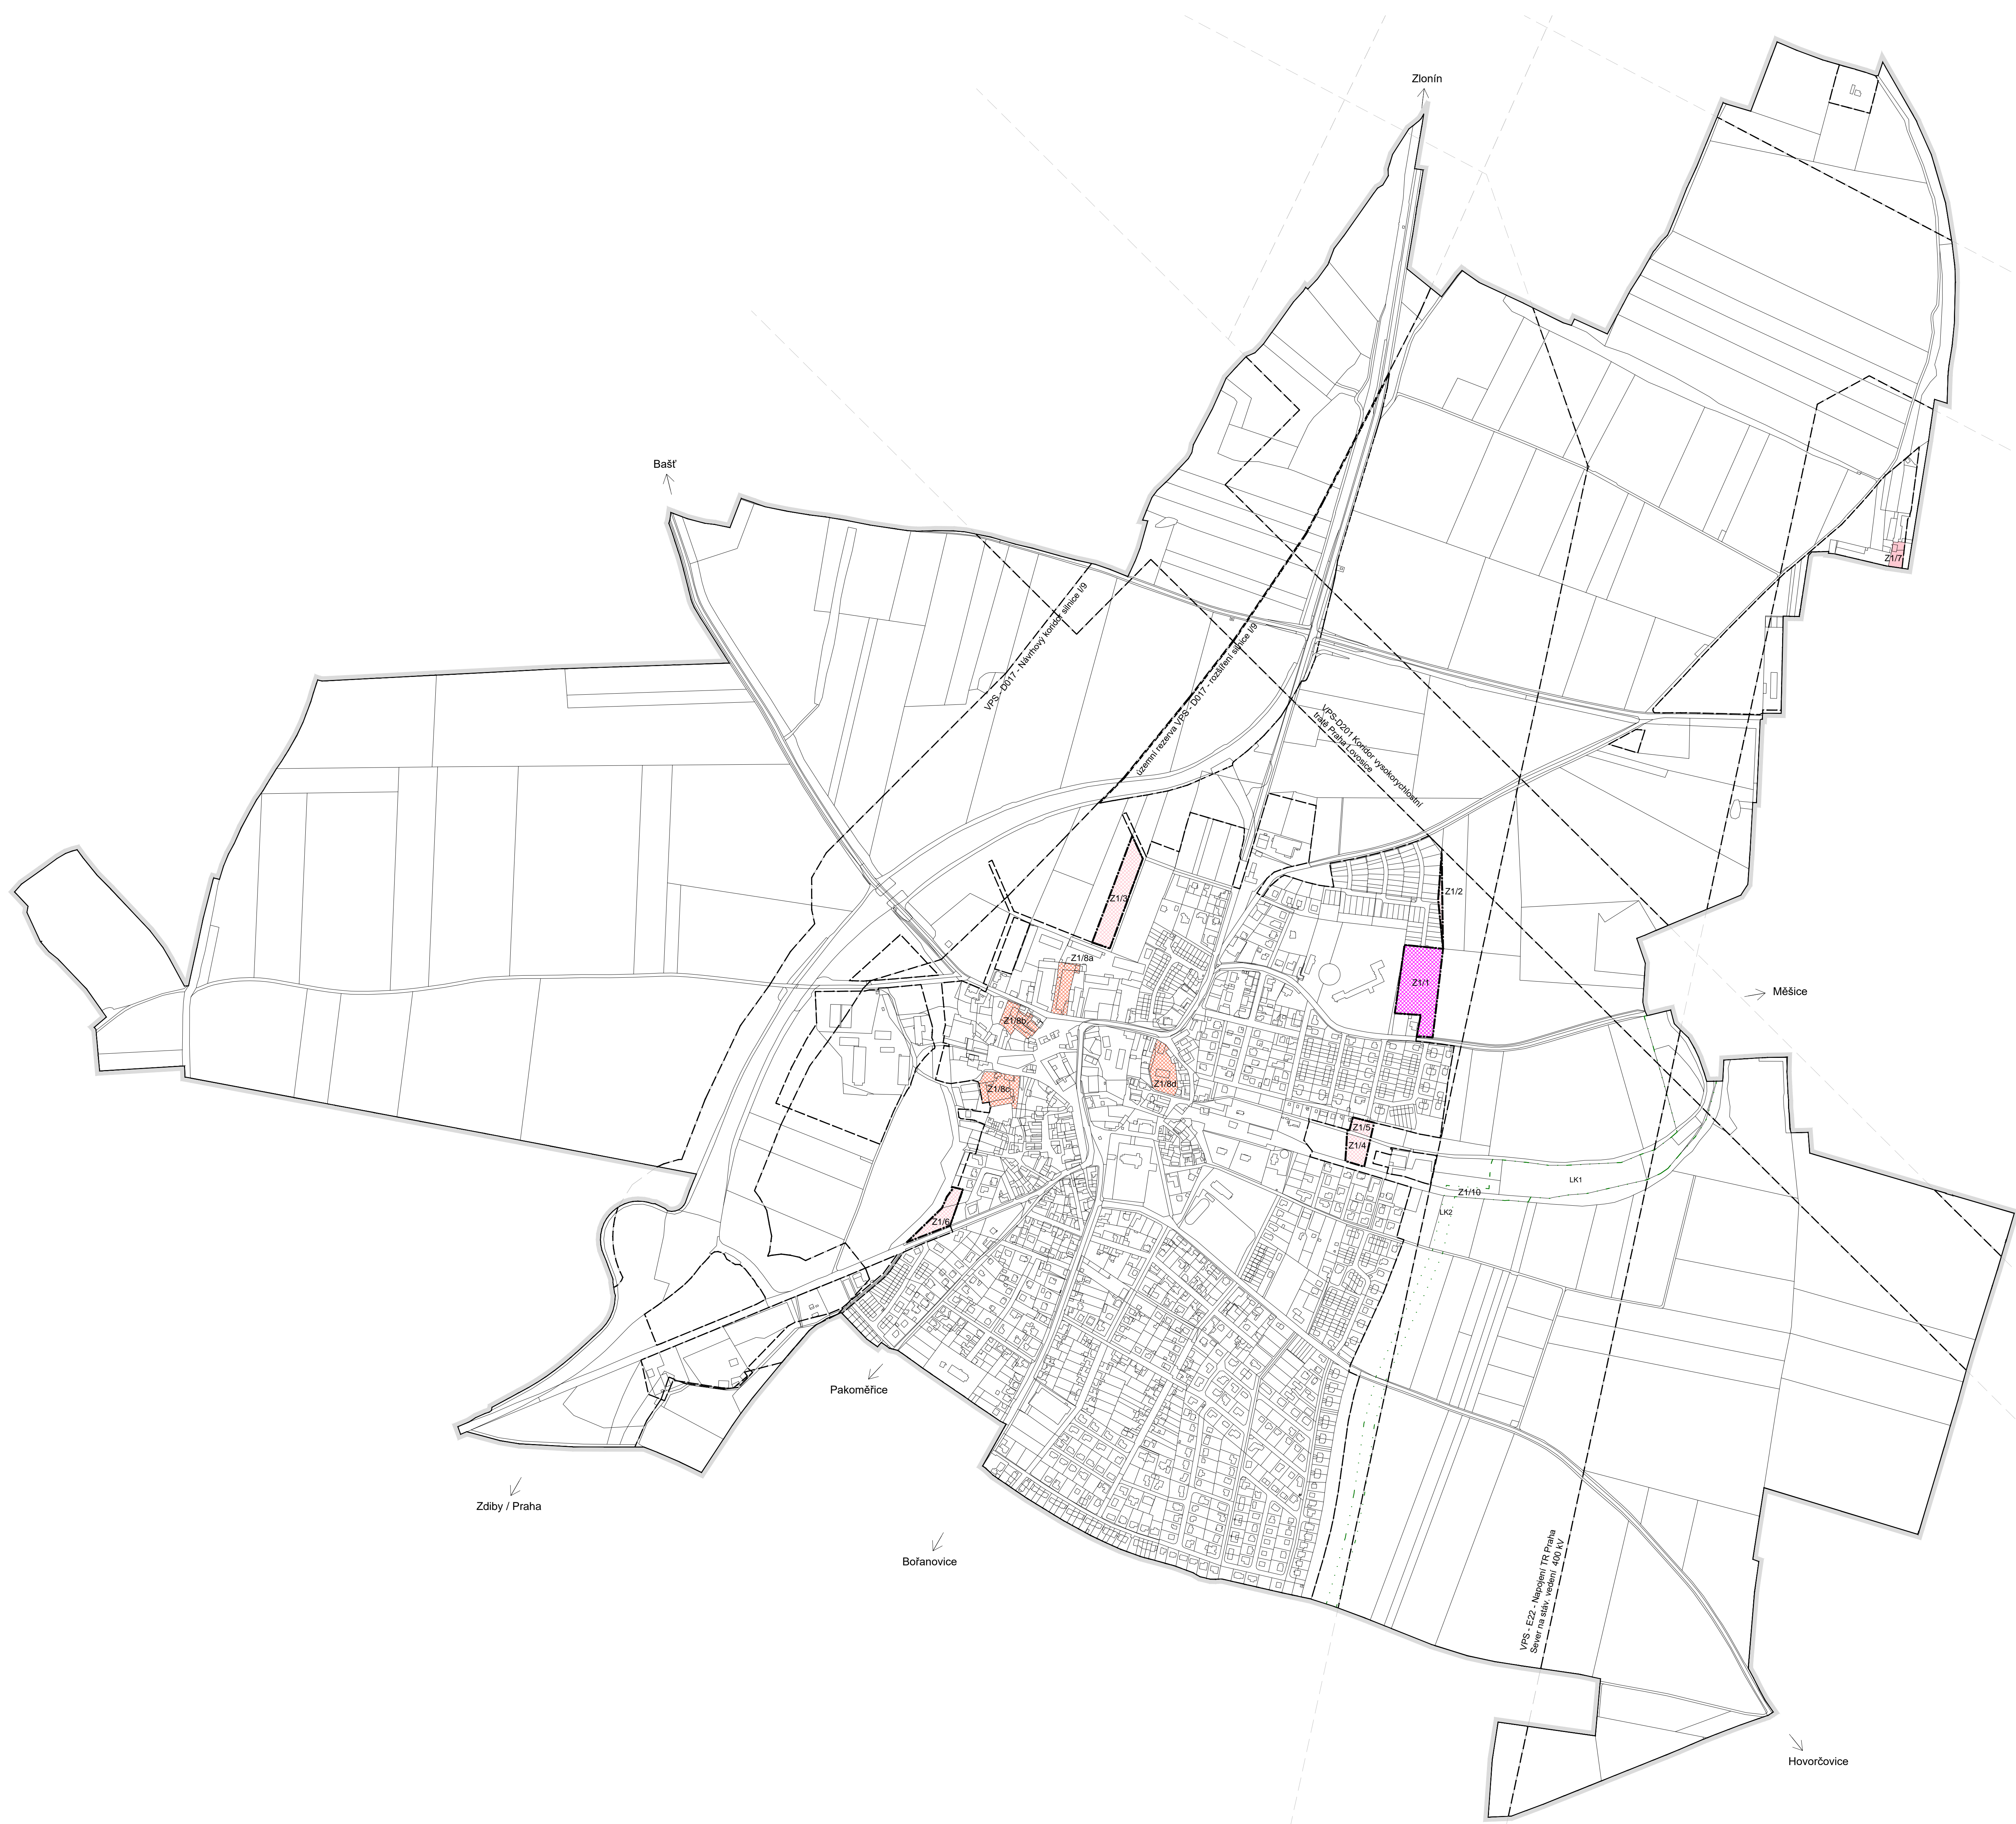 Zlonín
Bašť
Z1/7
VPS - D017 - Návrhový koridor silnice I/9
územní rezerva VPS - D017 - rozšíření silnice I/9
VPS-D201 Koridor vysokorychlostní
tratě Praha Lovosice
Z1/3
Z1/2
Z1/8a
Z1/1
Měšice
Z1/8b
Z1/8d
Z1/8c
Z1/5
Z1/4
LK1
Z1/10
LK2
Z1/6
Pakoměřice
Zdiby / Praha
Bořanovice
VPS - E22 - Napojení TR Praha
Sever na stáv. vedení 400 kV
Hovorčovice